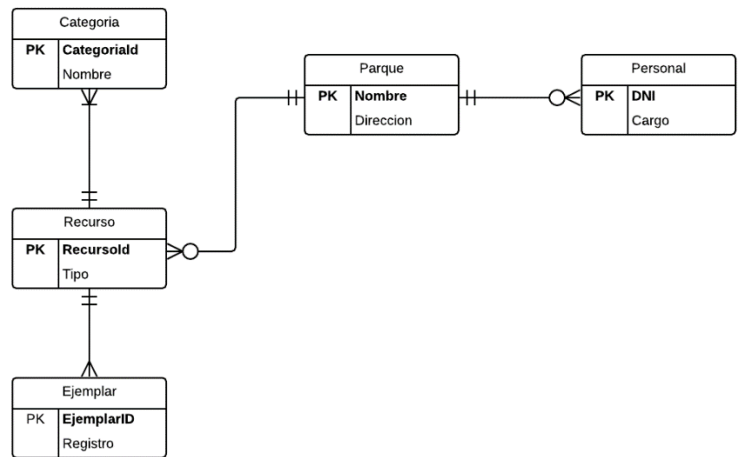 Categoria
PK CategoriaId
Nombre
Parque
PK Nombre
Direccion
Personal
PK DNI
Cargo
Recurso
PK RecursoId
Tipo
Ejemplar
PK EjemplarID
Registro